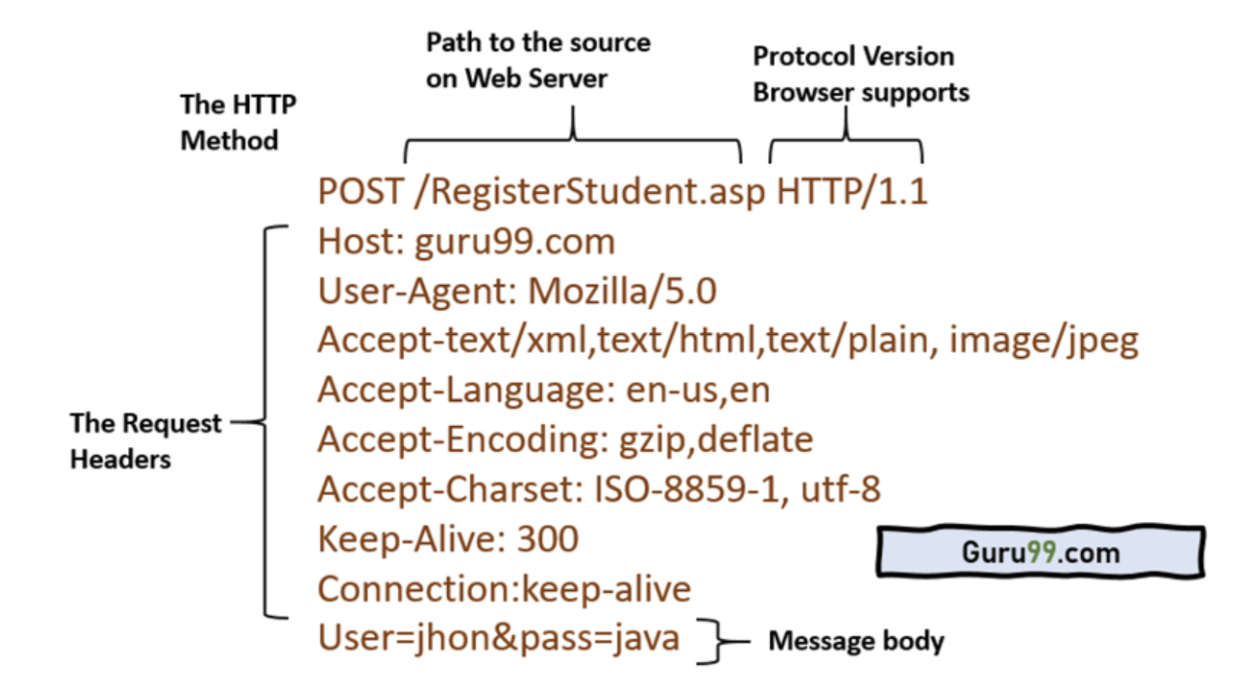 Path to the source
on Web Server
Protocol Version
Browser supports
The HTTP
Method
POST /RegisterStudent.asp HTTP/1.1
Host: guru99.com
User-Agent: Mozilla/5.0
Accept-text/xml,text/html,text/plain, image/jpeg
Accept-Language: en-us,en
Accept-Encoding: gzip,deflate
Accept-Charset: ISO-8859-1, utf-8
Keep-Alive: 300
Connection:keep-alive
User=jhon&pass=java
The Request
Headers
Message body
Guru99.com